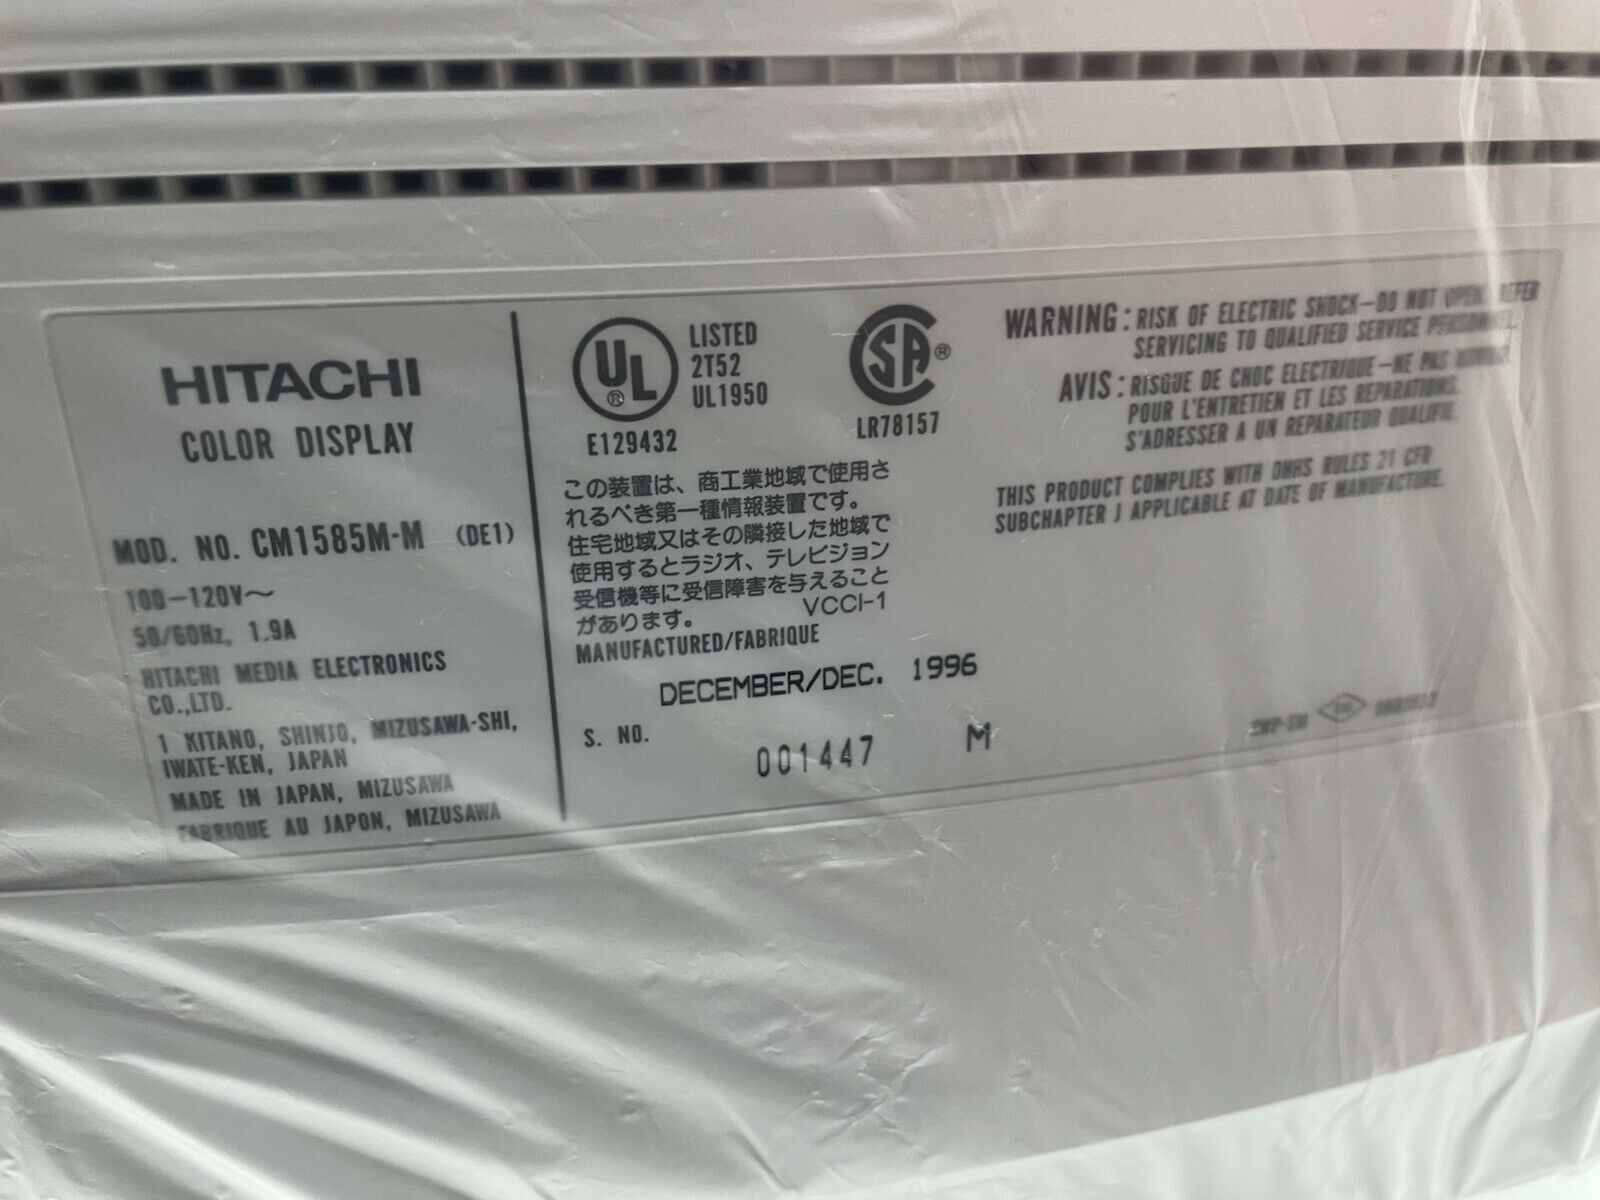 HITACHI
COLOR DISPLAY
MOD. NO. CM1585M-M (DE1)
100-120V~
50/60Hz, 1.9A
HITACHI MEDIA ELECTRONICS
CO.,LTD.
1 KITANO, SHINJO, MIZUSAWA-SHI,
IWATE-KEN, JAPAN
MADE IN JAPAN, MIZUSAWA
FABRIQUE AU JAPON, MIZUSAWA
UL ®
LISTED
2T52
UL1950
E129432
SA ®
LR78157
この装置は、商工業地域で使用さ
れるべき第一種情報装置です。
住宅地域又はその隣接した地域で
使用するとラジオ、テレビジョン
受信機等に受信障害を与えること
があります。 VCCI-1
MANUFACTURED/FABRIQUE
DECEMBER/DEC. 1996
S. NO.
001447 M
WARNING: RISK OF ELECTRIC SHOCK-DO NOT OPEN. REFER
SERVICING TO QUALIFIED SERVICE PERSONNEL.
AVIS: RISQUE DE CHOC ELECTRIQUE-NE PAS
POUR L'ENTRETIEN ET LES REPARATIONS,
S'ADRESSER A UN REPARATEUR QUALIFIE.
THIS PRODUCT COMPLIES WITH DHHS RULES 21 CFR
SUBCHAPTER J APPLICABLE AT DATE OF MANUFACTURE.